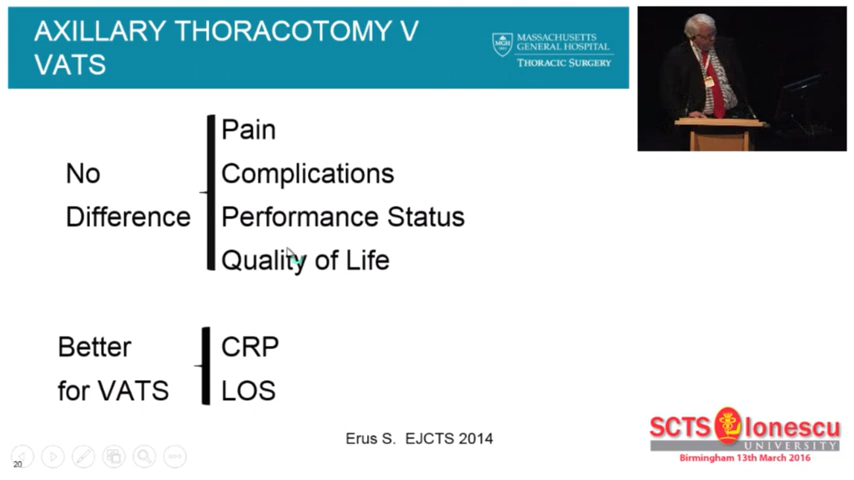 AXILLARY THORACOTOMY V
VATS
MASSACHUSETTS
GENERAL HOSPITAL
THORACIC SURGERY
No
Difference
Pain
Complications
Performance Status
Quality of Life
Better
for VATS
CRP
LOS
Erus S. EJCTS 2014
SCTS Ionescu
UNIVERSITY
Birmingham 13th March 2016
20